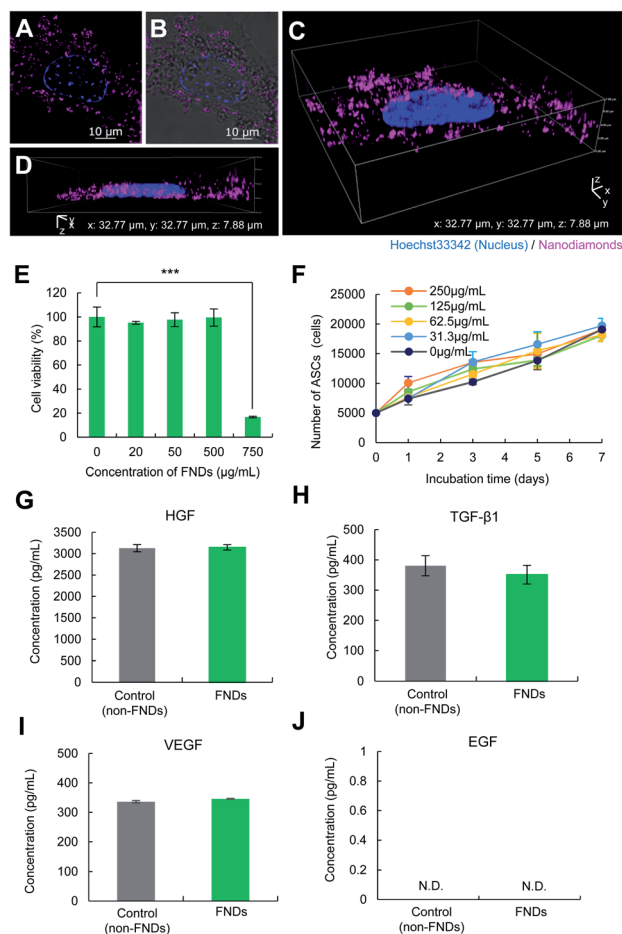 A
10 µm
B
10 µm
C
7.88 µm
z
x
y
x: 32.77 µm, y: 32.77 µm, z: 7.88 µm
D
y
x
z
x: 32.77 µm, y: 32.77 µm, z: 7.88 µm
Hoechst33342 (Nucleus) / Nanodiamonds
E
***
120
100
80
60
40
20
0
Cell viability (%)
0 20 50 500 750
Concentration of FNDs (µg/mL)
F
250µg/mL
125µg/mL
62.5µg/mL
31.3µg/mL
0µg/mL
25000
20000
15000
10000
5000
0
Number of ASCs (cells)
0 1 2 3 4 5 6 7
Incubation time (days)
G
HGF
3500
3000
2500
2000
1500
1000
500
0
Concentration (pg/mL)
Control
(non-FNDs)
FNDs
H
TGF-β1
500
400
300
200
100
0
Concentration (pg/mL)
Control
(non-FNDs)
FNDs
I
VEGF
500
400
300
200
100
0
Concentration (pg/mL)
Control
(non-FNDs)
FNDs
J
EGF
1
0.8
0.6
0.4
0.2
0
Concentration (pg/mL)
N.D. N.D.
Control
(non-FNDs)
FNDs